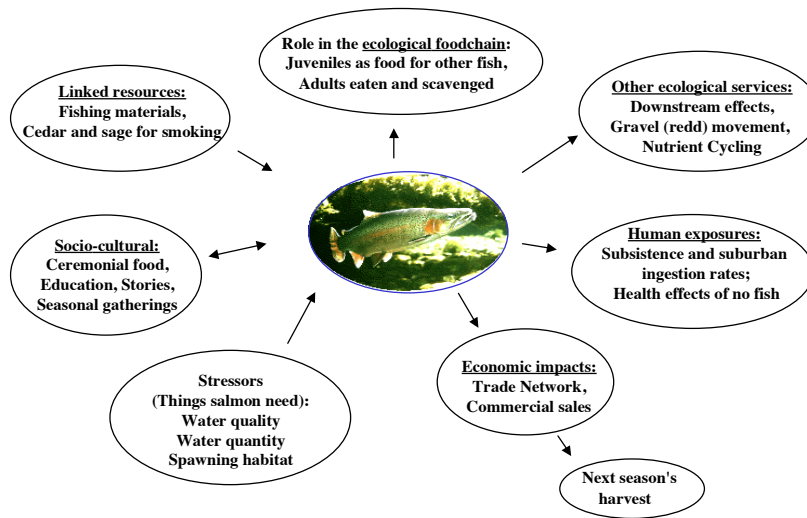 Role in the ecological foodchain:
Juveniles as food for other fish,
Adults eaten and scavenged
Linked resources:
Fishing materials,
Cedar and sage for smoking
Other ecological services:
Downstream effects,
Gravel (redd) movement,
Nutrient Cycling
Socio-cultural:
Ceremonial food,
Education, Stories,
Seasonal gatherings
Human exposures:
Subsistence and suburban
ingestion rates;
Health effects of no fish
Stressors
(Things salmon need):
Water quality
Water quantity
Spawning habitat
Economic impacts:
Trade Network,
Commercial sales
Next season's
harvest